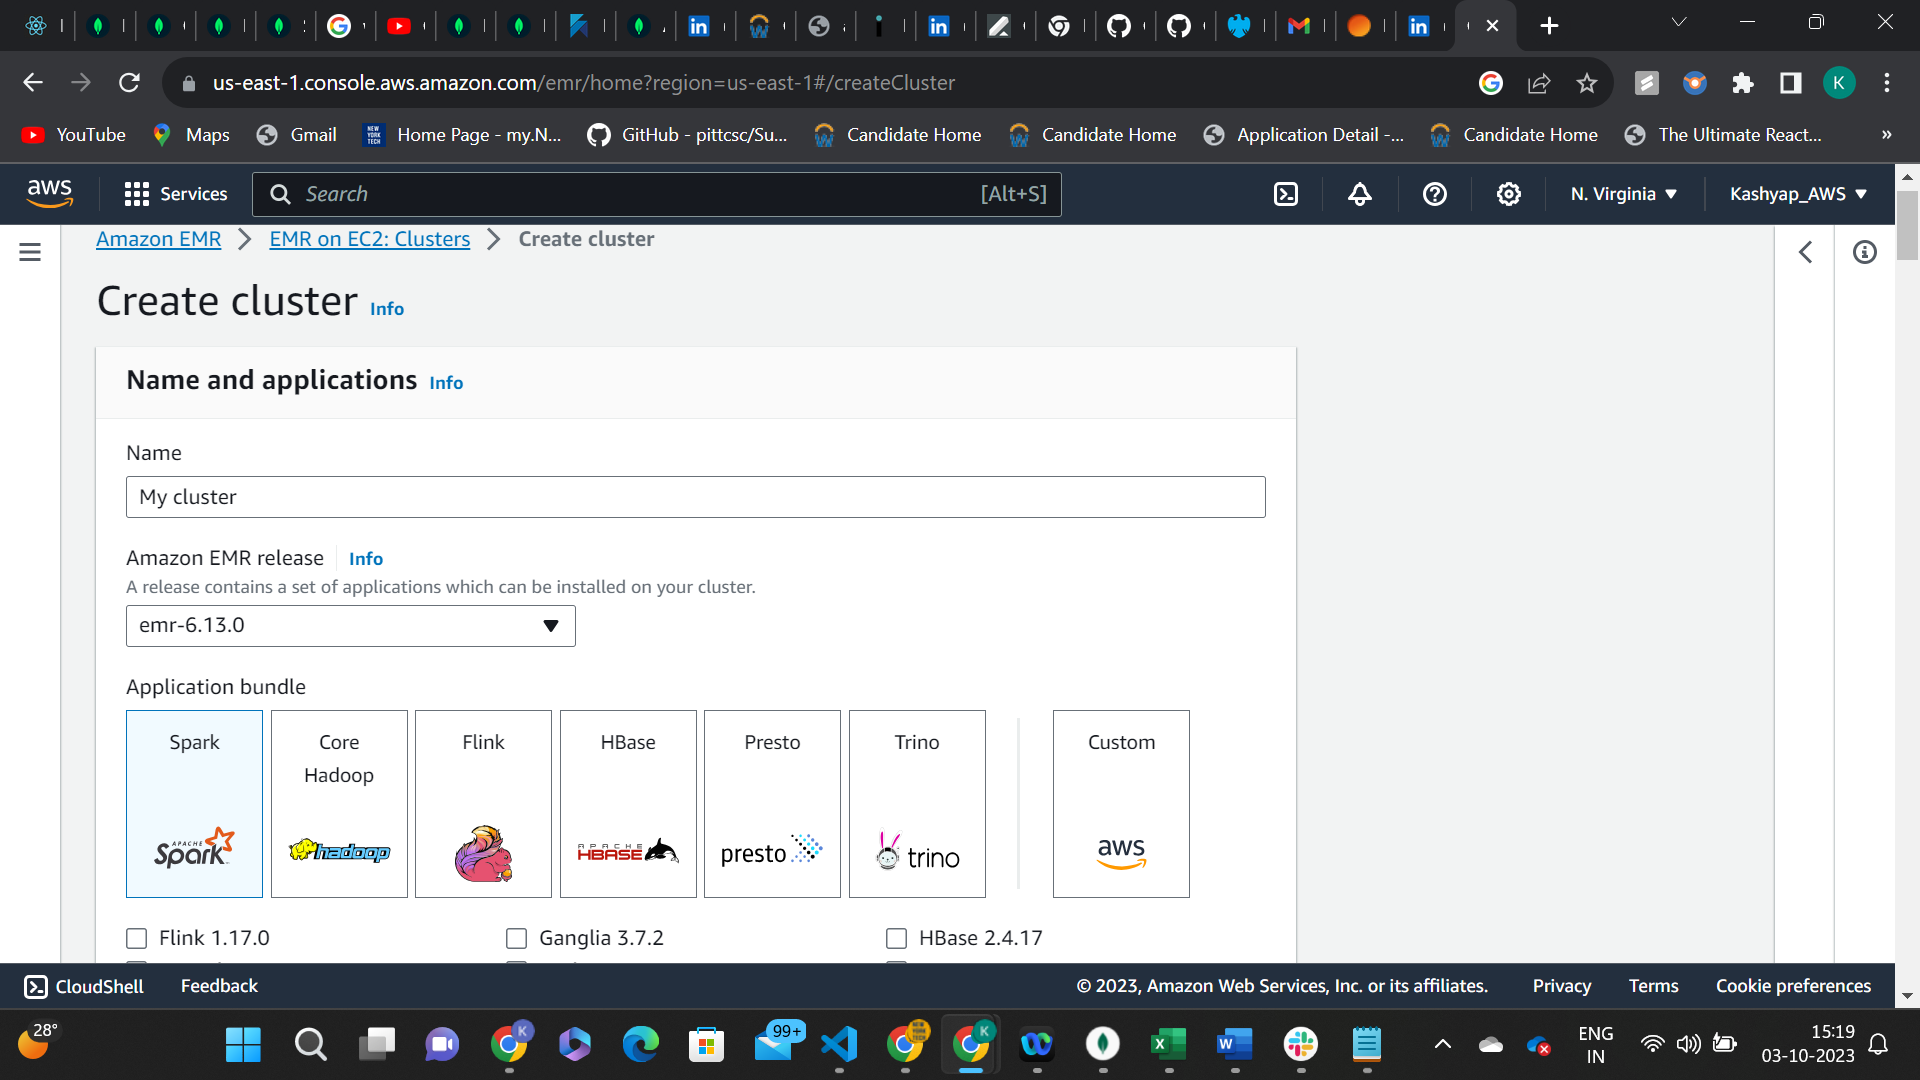 us-east-1.console.aws.amazon.com/emr/home?region=us-east-1#/createCluster
K
YouTube Maps Gmail Home Page - my.N... GitHub - pittcsc/Su... Candidate Home Candidate Home Application Detail -... Candidate Home The Ultimate React... »
aws Services Search [Alt+S] N. Virginia Kashyap_AWS
Amazon EMR EMR on EC2: Clusters Create cluster
Create cluster Info
Name and applications Info
Name
My cluster
Amazon EMR release Info
A release contains a set of applications which can be installed on your cluster.
emr-6.13.0
Application bundle
Spark Core Hadoop Flink HBase Presto Trino Custom
APACHE Spark hadoop APACHE HBASE presto trino aws
Flink 1.17.0 Ganglia 3.7.2 HBase 2.4.17
CloudShell Feedback © 2023, Amazon Web Services, Inc. or its affiliates. Privacy Terms Cookie preferences
28° 99+ ENG IN 15:19
03-10-2023